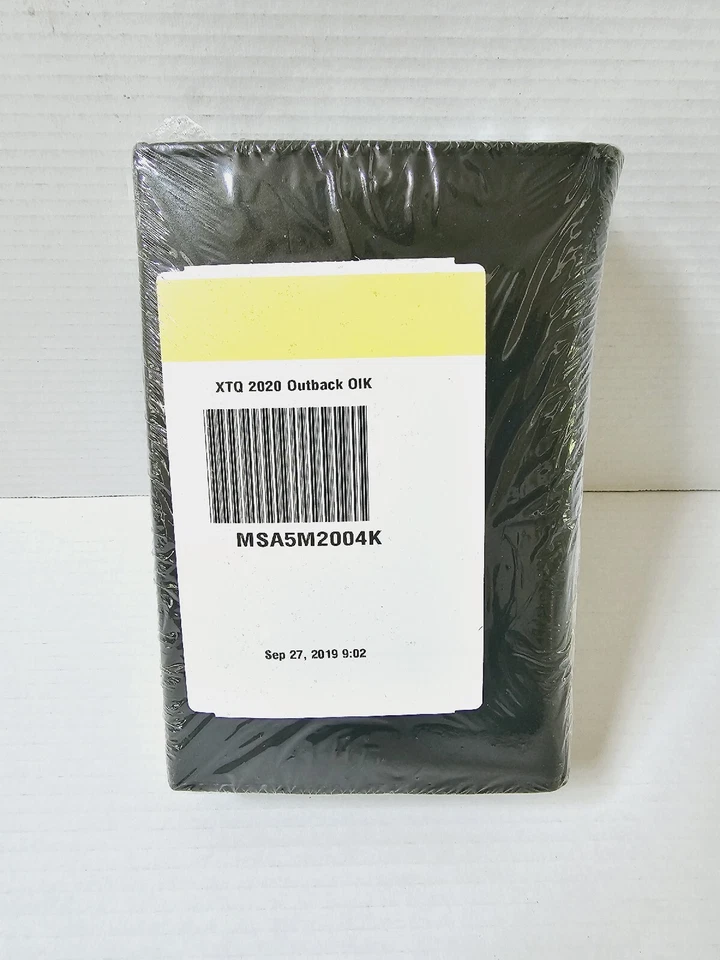 XTQ 2020 Outback OIK
MSA5M2004K
Sep 27, 2019 9:02